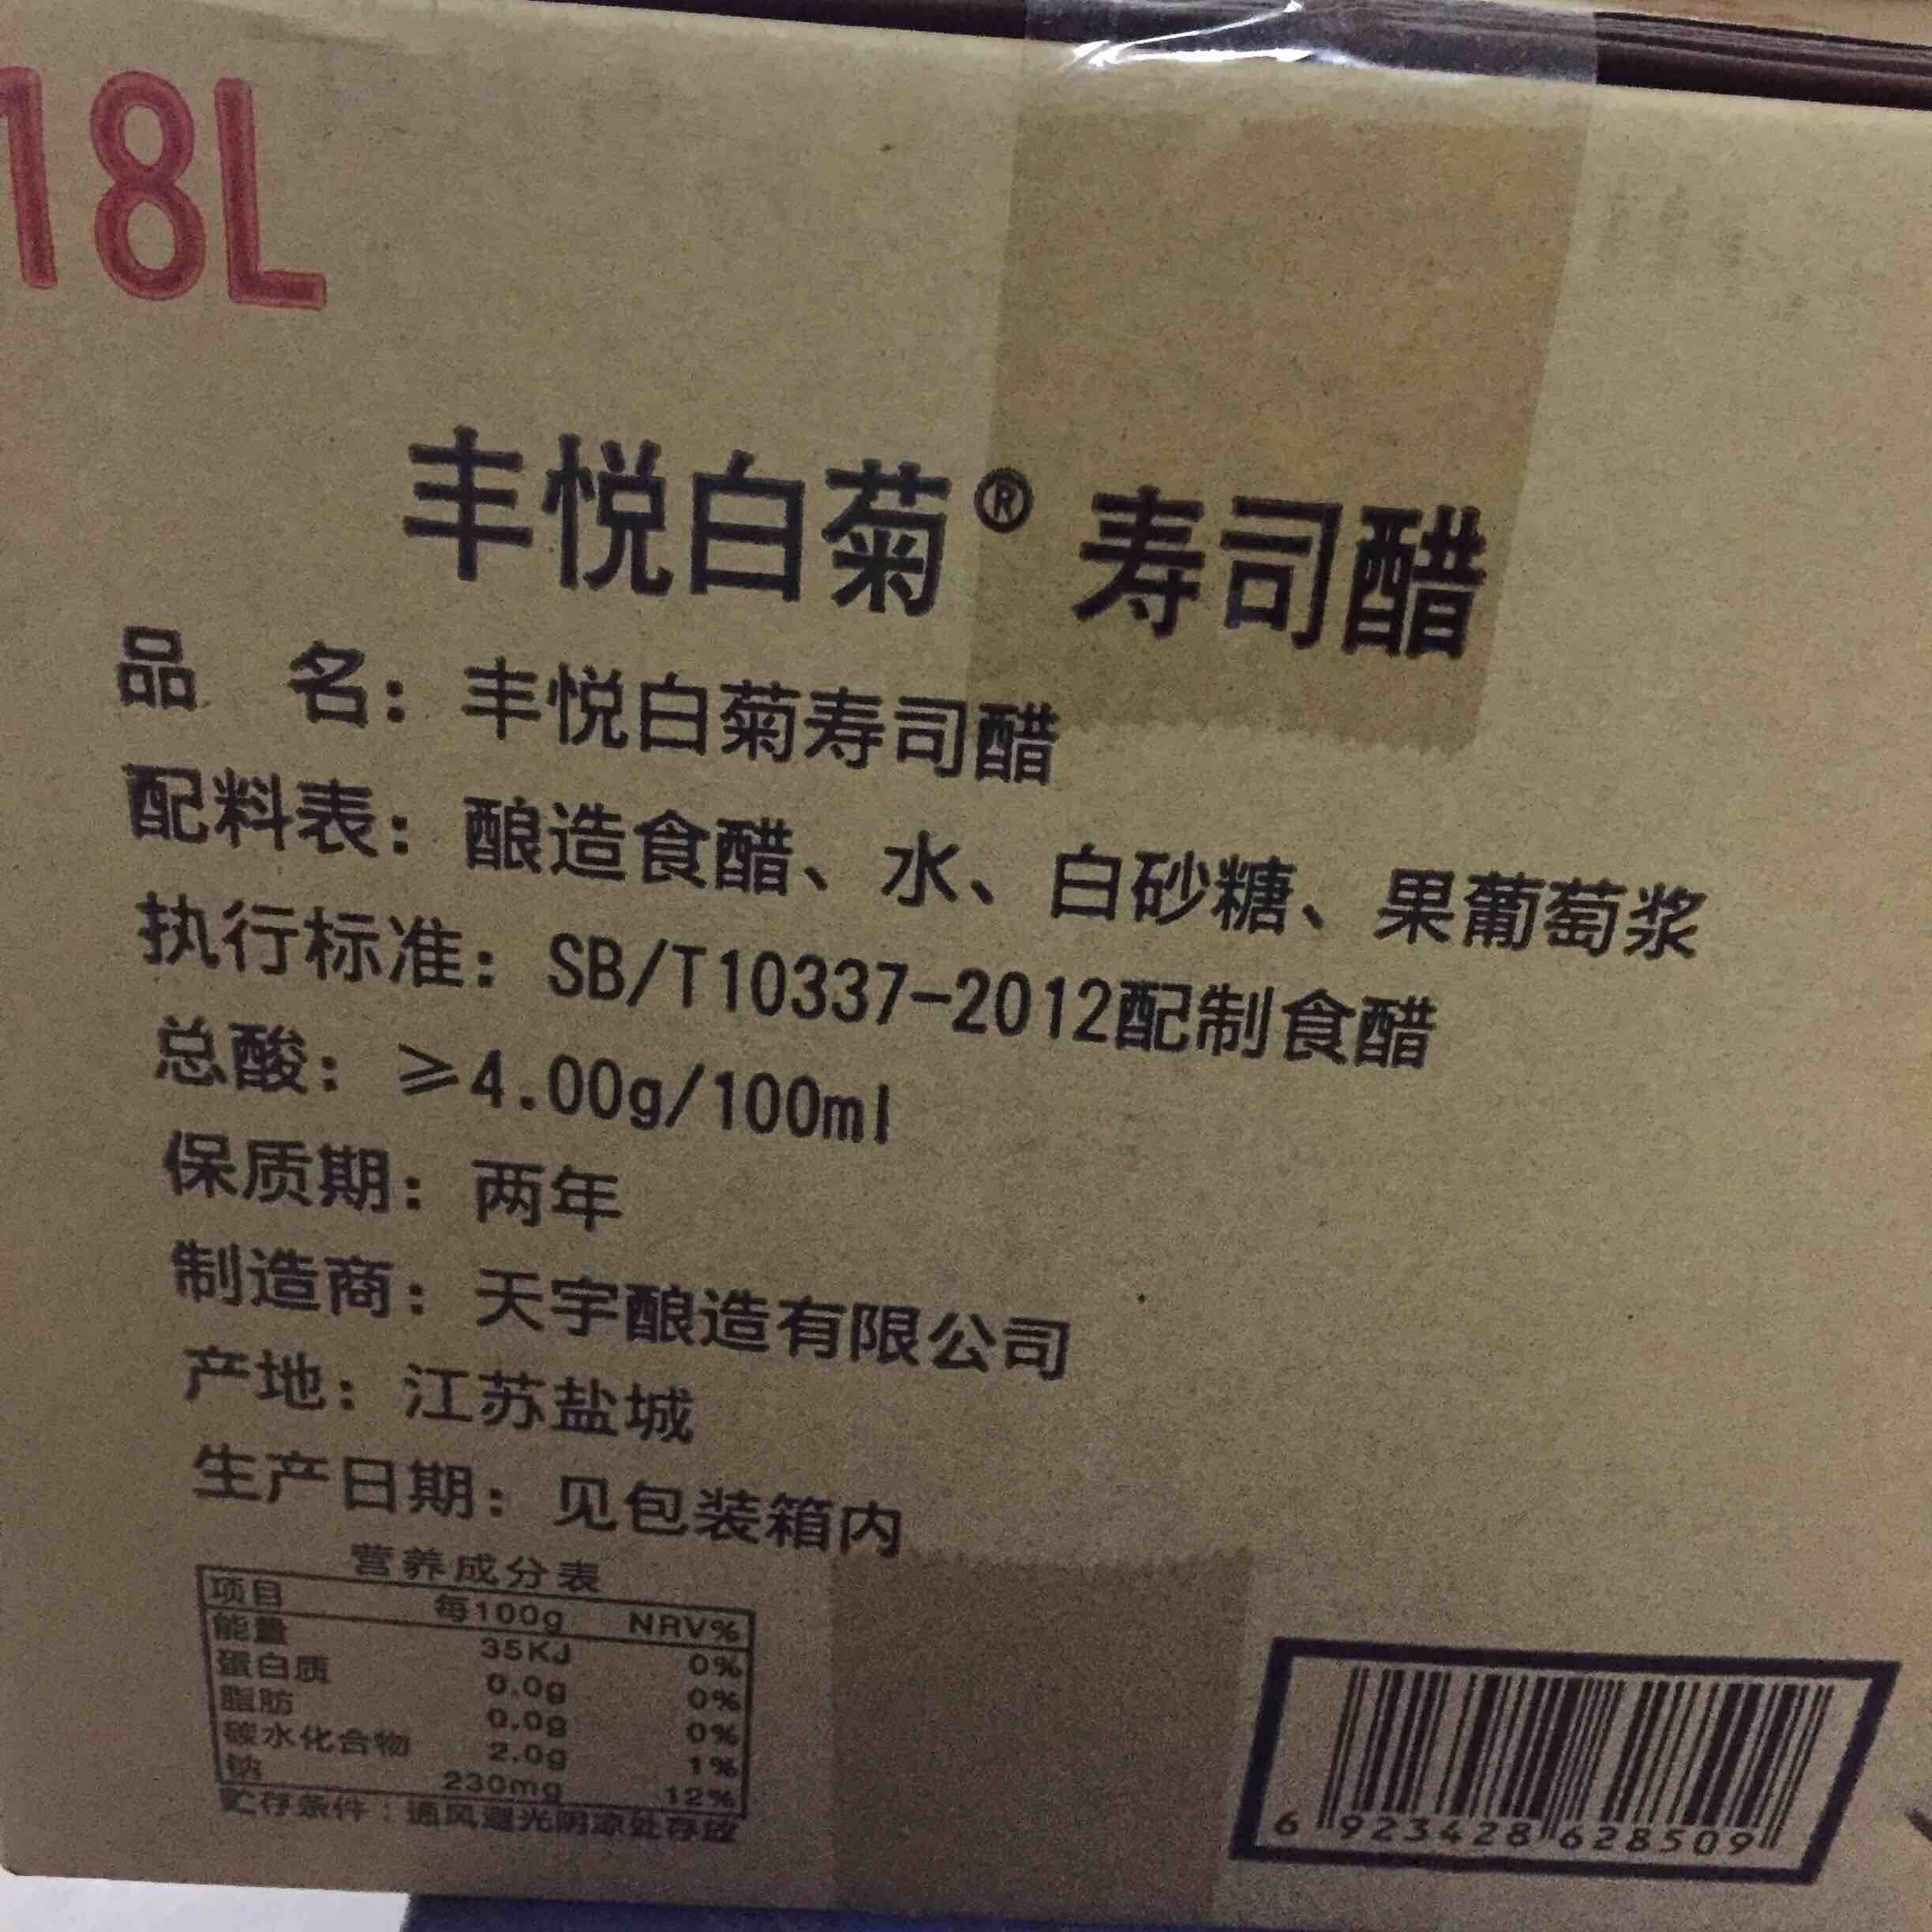 18L
丰悦白菊® 寿司醋
品 名：丰悦白菊寿司醋
配料表：酿造食醋、水、白砂糖、果葡萄浆
执行标准：SB/T10337-2012配制食醋
总酸：≥4.00g/100ml
保质期：两年
制造商：天宇酿造有限公司
产地：江苏盐城
生产日期：见包装箱内
营养成分表
项目 每100g NRV%
能量 35KJ 0%
蛋白质 0.0g 0%
脂肪 0.0g 0%
碳水化合物 2.0g 1%
钠 230mg 12%
贮存条件：通风避光阴凉处存放
6 923428 628509